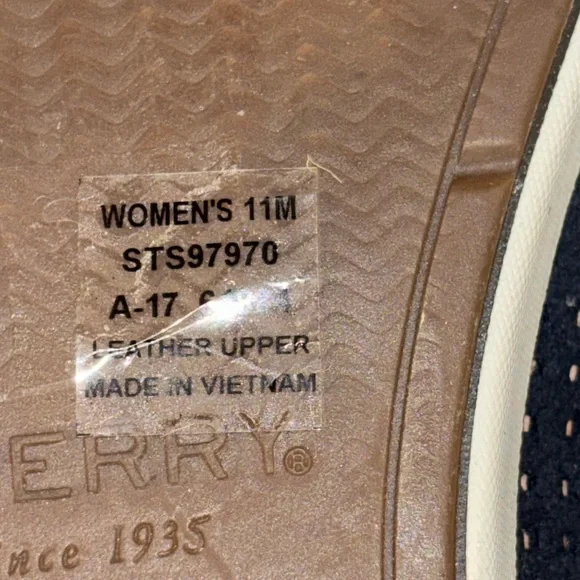 WOMEN'S 11M
STS97970
A-17
LEATHER UPPER
MADE IN VIETNAM
ERRY®
nce 1935